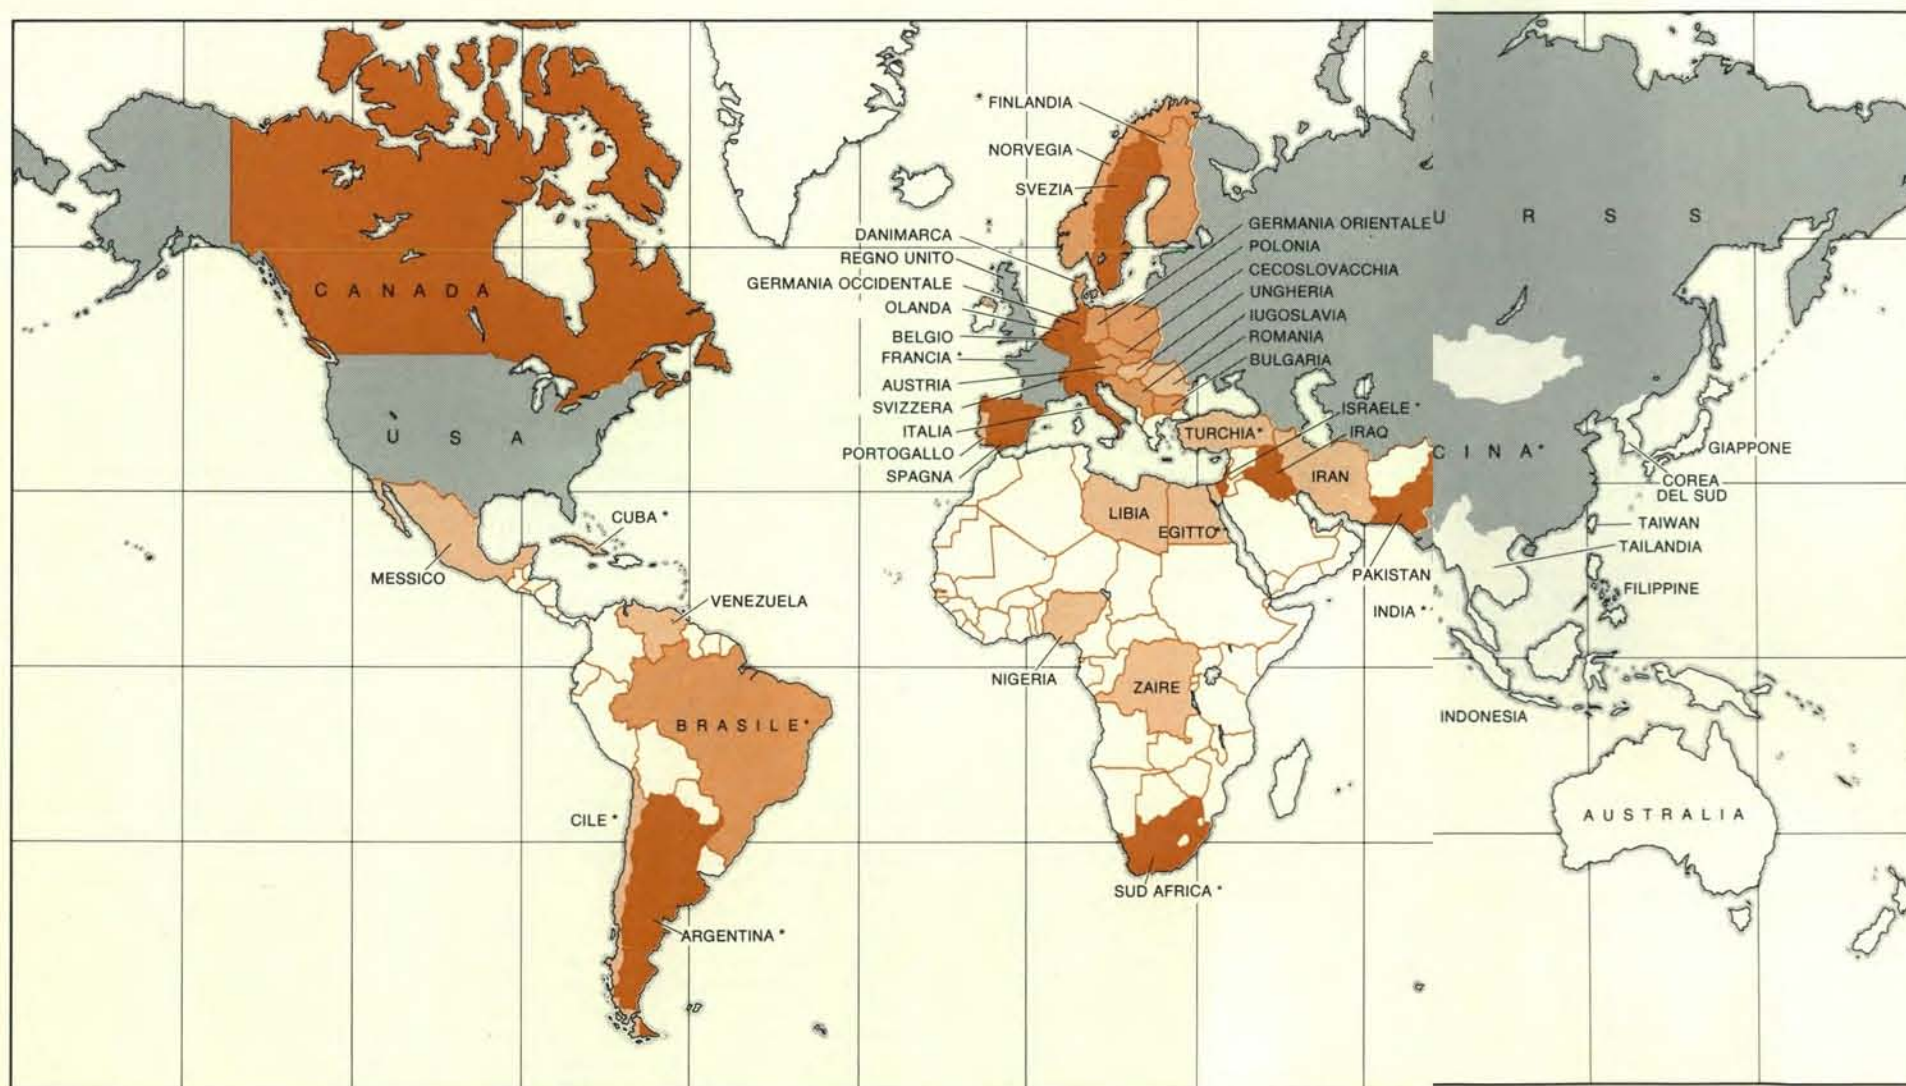 * FINLANDIA
NORVEGIA
SVEZIA
DANIMARCA
REGNO UNITO
GERMANIA OCCIDENTALE
OLANDA
BELGIO
FRANCIA *
AUSTRIA
SVIZZERA
ITALIA
PORTOGALLO
SPAGNA
GERMANIA ORIENTALE
POLONIA
CECOSLOVACCHIA
UNGHERIA
IUGOSLAVIA
ROMANIA
BULGARIA
ISRAELE *
IRAQ
TURCHIA *
IRAN
LIBIA
EGITTO *
PAKISTAN
INDIA *
CANADA
USA
CUBA *
MESSICO
VENEZUELA
BRASILE *
CILE *
ARGENTINA *
NIGERIA
ZAIRE
SUD AFRICA *
URSS
CINA *
GIAPPONE
COREA
DEL SUD
TAIWAN
TAILANDIA
FILIPPINE
INDONESIA
AUSTRALIA